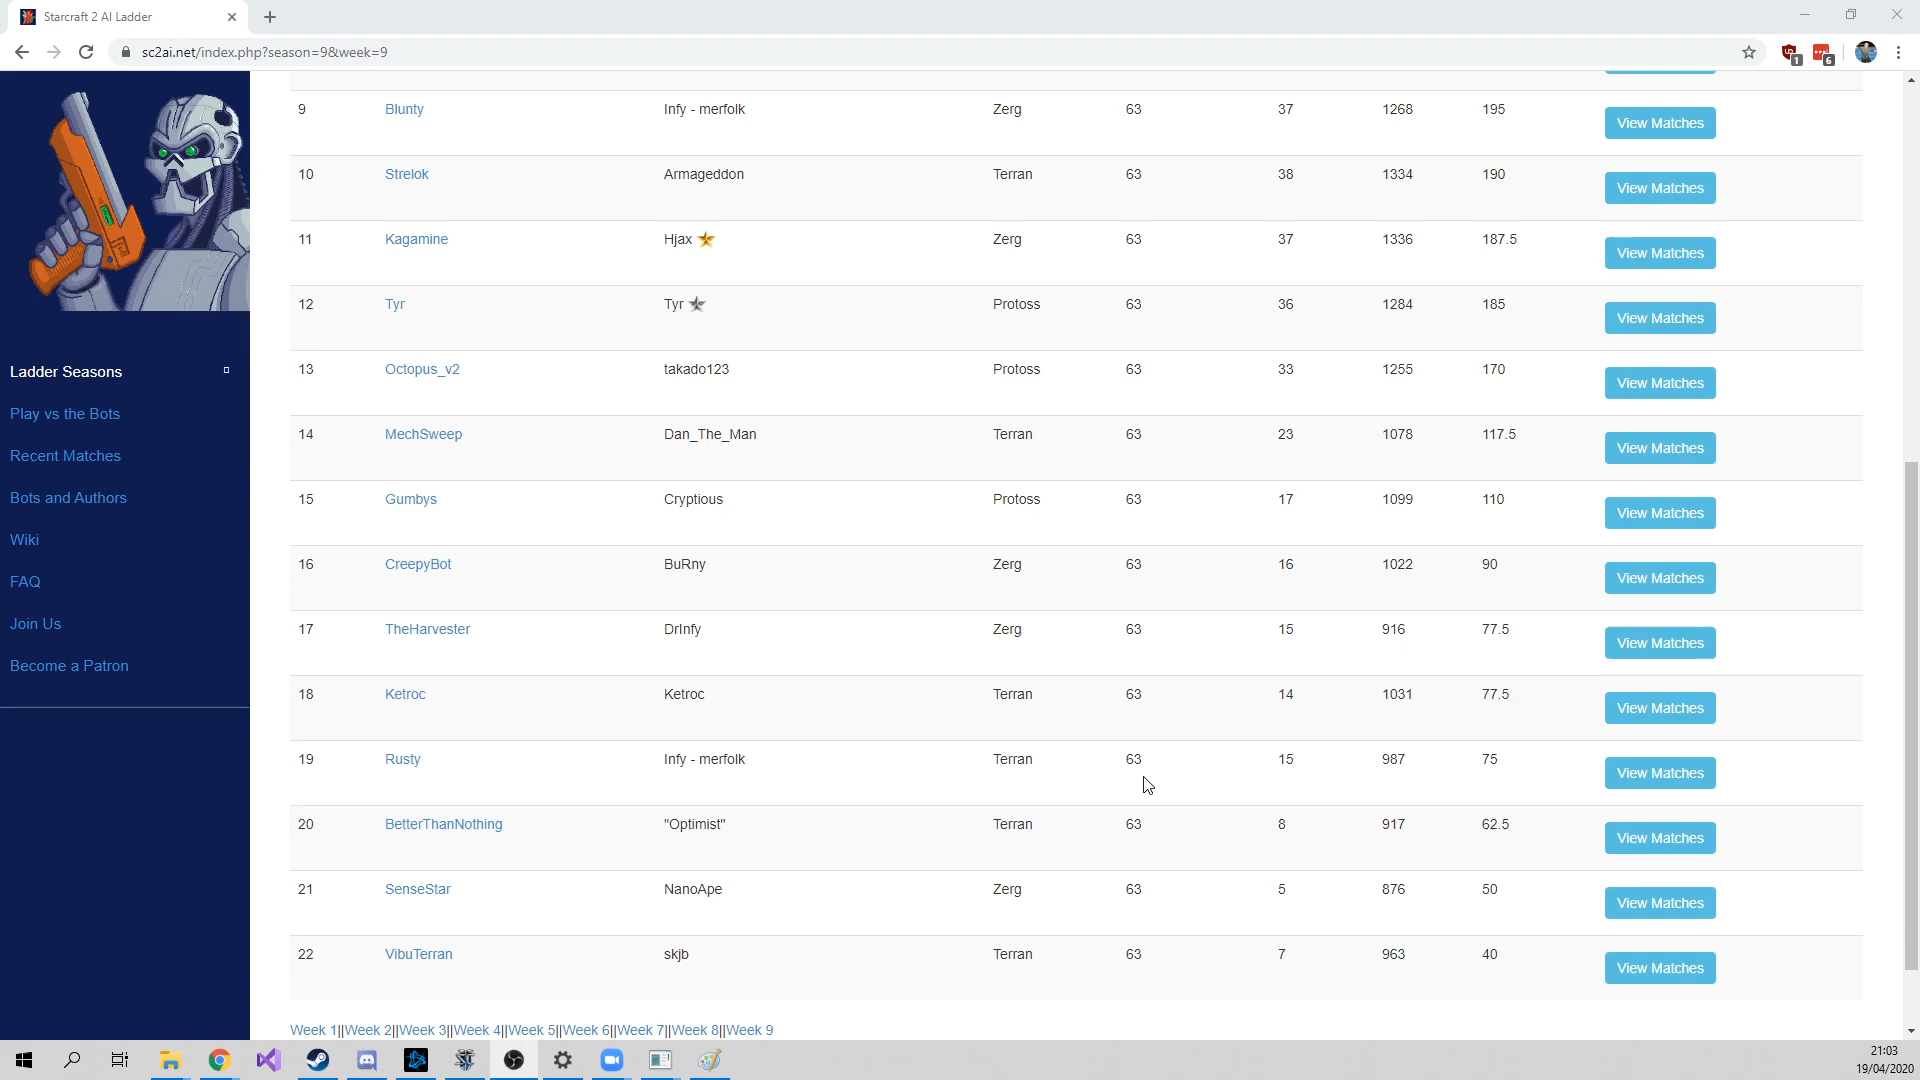 Starcraft 2 AI Ladder
sc2ai.net/index.php?season=9&week=9
1
6
9 Blunty Infy - merfolk Zerg 63 37 1268 195 View Matches
10 Strelok Armageddon Terran 63 38 1334 190 View Matches
11 Kagamine Hjax Zerg 63 37 1336 187.5 View Matches
12 Tyr Tyr Protoss 63 36 1284 185 View Matches
13 Octopus_v2 takado123 Protoss 63 33 1255 170 View Matches
14 MechSweep Dan_The_Man Terran 63 23 1078 117.5 View Matches
15 Gumbys Cryptious Protoss 63 17 1099 110 View Matches
16 CreepyBot BuRny Zerg 63 16 1022 90 View Matches
17 TheHarvester DrInfy Zerg 63 15 916 77.5 View Matches
18 Ketroc Ketroc Terran 63 14 1031 77.5 View Matches
19 Rusty Infy - merfolk Terran 63 15 987 75 View Matches
20 BetterThanNothing "Optimist" Terran 63 8 917 62.5 View Matches
21 SenseStar NanoApe Zerg 63 5 876 50 View Matches
22 VibuTerran skjb Terran 63 7 963 40 View Matches
Week 1||Week 2||Week 3||Week 4||Week 5||Week 6||Week 7||Week 8||Week 9
Ladder Seasons
Play vs the Bots
Recent Matches
Bots and Authors
Wiki
FAQ
Join Us
Become a Patron
21:03
19/04/2020